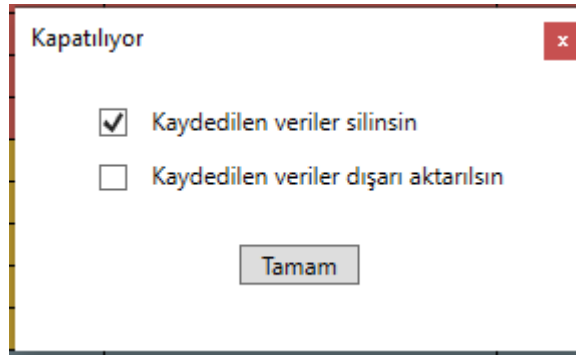 Kapatılıyor
x
Kaydedilen veriler silinsin
Kaydedilen veriler dışarı aktarılsın
Tamam